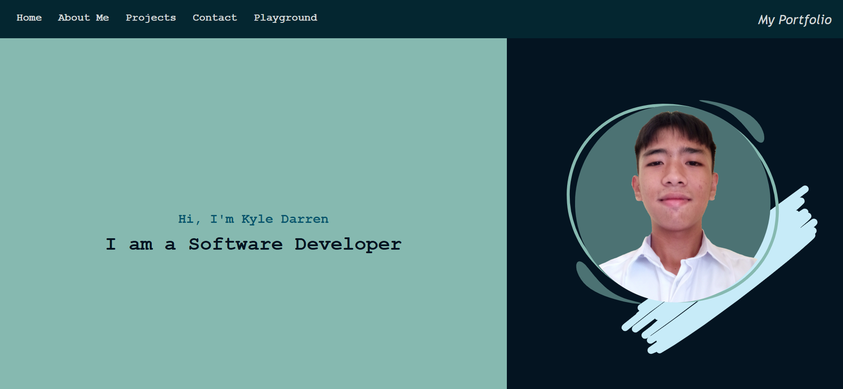 Home About Me Projects Contact Playground
My Portfolio
Hi, I'm Kyle Darren
I am a Software Developer